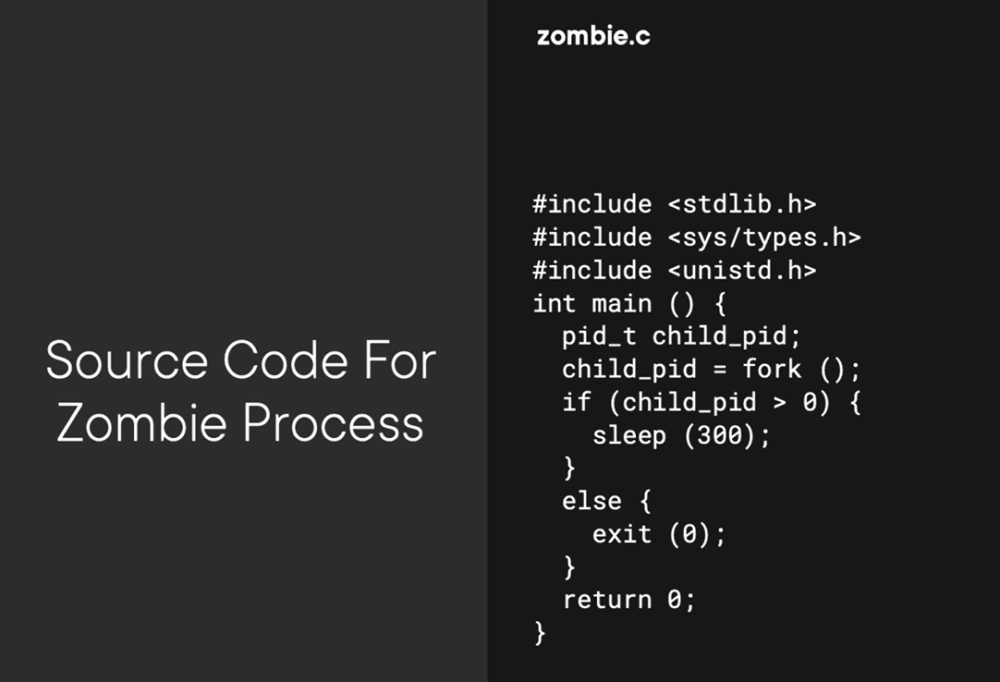 Source Code For
Zombie Process
zombie.c
#include <stdlib.h>
#include <sys/types.h>
#include <unistd.h>
int main () {
  pid_t child_pid;
  child_pid = fork ();
  if (child_pid > 0) {
    sleep (300);
  }
  else {
    exit (0);
  }
  return 0;
}